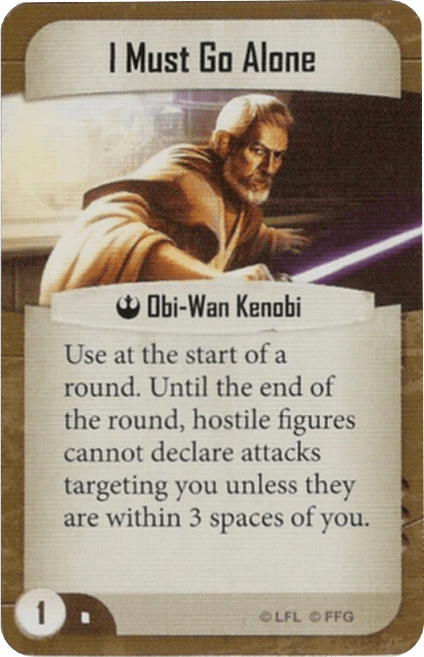 I Must Go Alone
Obi-Wan Kenobi
Use at the start of a
round. Until the end of
the round, hostile figures
cannot declare attacks
targeting you unless they
are within 3 spaces of you.
1
© LFL © FFG